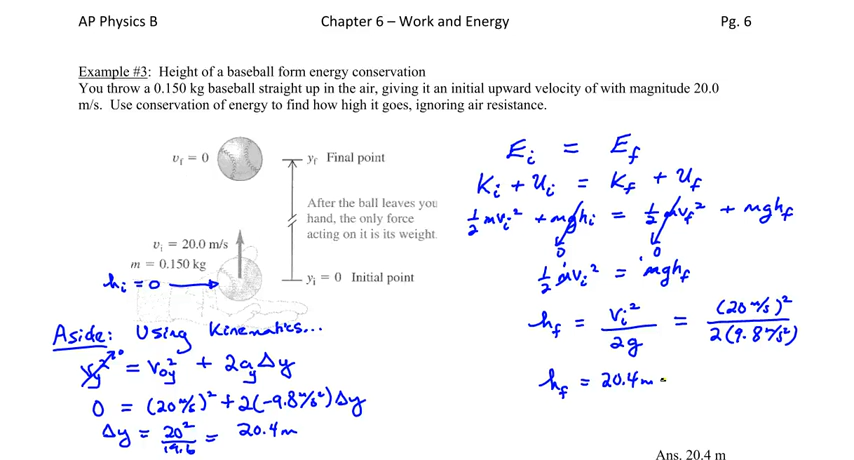 AP Physics B Chapter 6 – Work and Energy Pg. 6
Example #3: Height of a baseball form energy conservation
You throw a 0.150 kg baseball straight up in the air, giving it an initial upward velocity of with magnitude 20.0
m/s. Use conservation of energy to find how high it goes, ignoring air resistance.
v_f = 0
y_f Final point
After the ball leaves you
hand, the only force
acting on it is its weight.
v_i = 20.0 m/s
m = 0.150 kg
h_i = 0
y_i = 0 Initial point
E_i = E_f
K_i + U_i = K_f + U_f
1/2 mv_i² + mgh_i = 1/2 mv_f² + mgh_f
0 0
1/2 mv_i² = mgh_f
h_f = v_i²/2g = (20 m/s)²/2(9.8 m/s²)
h_f = 20.4 m
Aside: Using Kinematics...
v_y² 0 = v_oy² + 2a_yΔy
0 = (20 m/s)² + 2(-9.8 m/s²)Δy
Δy = 20²/19.6 = 20.4 m
Ans. 20.4 m